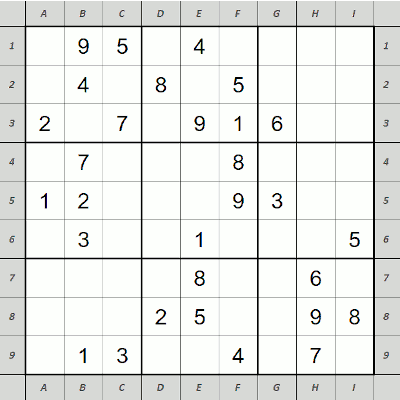 A B C D E F G H I
1 9 5 4 1
2 4 8 5 2
3 2 7 9 1 6 3
4 7 8 4
5 1 2 9 3 5
6 3 1 5 6
7 8 6 7
8 2 5 9 8 8
9 1 3 4 7 9
A B C D E F G H I